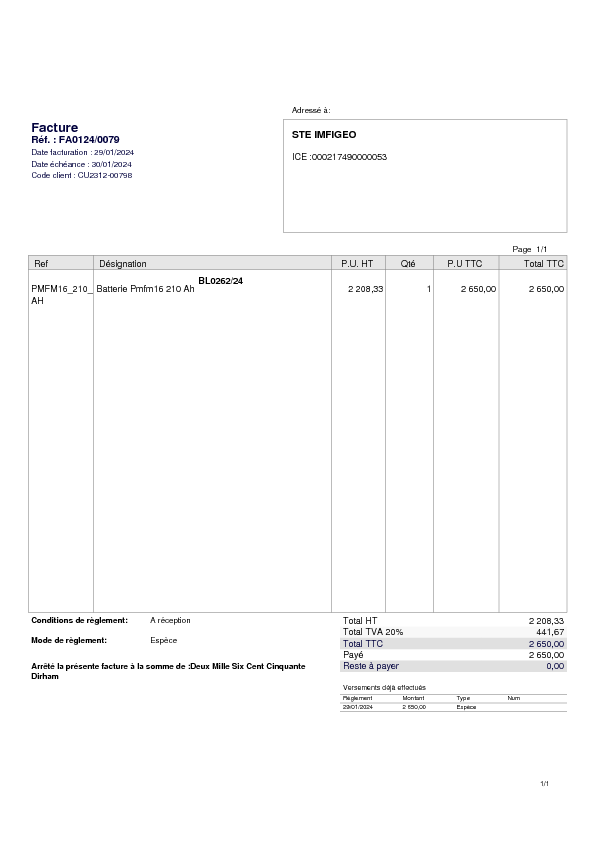 Adressé à:
Facture
Réf. : FA0124/0079
Date facturation : 29/01/2024
Date échéance : 30/01/2024
Code client : CU2312-00798
STE IMFIGEO
ICE :000217490000053
Page 1/1
Ref Désignation P.U. HT Qté P.U TTC Total TTC
BL0262/24
PMFM16_210_ Batterie Pmfm16 210 Ah 2 208,33 1 2 650,00 2 650,00
AH
Conditions de règlement: A réception
Mode de règlement: Espèce
Arrêté la présente facture à la somme de :Deux Mille Six Cent Cinquante
Dirham
Total HT 2 208,33
Total TVA 20% 441,67
Total TTC 2 650,00
Payé 2 650,00
Reste à payer 0,00
Versements déjà effectués
Règlement Montant Type Num
29/01/2024 2 650,00 Espèce
1/1